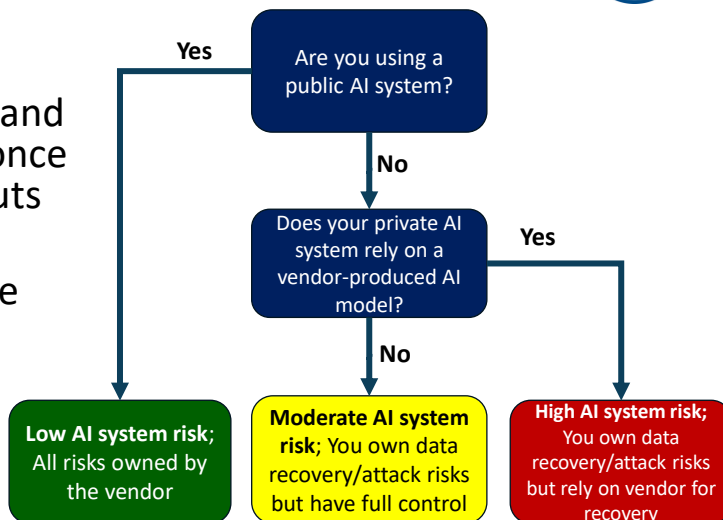 Yes
Are you using a
public AI system?
and
once
uts
e
No
Does your private AI
system rely on a
vendor-produced AI
model?
Yes
No
Low AI system risk;
All risks owned by
the vendor
Moderate AI system
risk; You own data
recovery/attack risks
but have full control
High AI system risk;
You own data
recovery/attack risks
but rely on vendor for
recovery